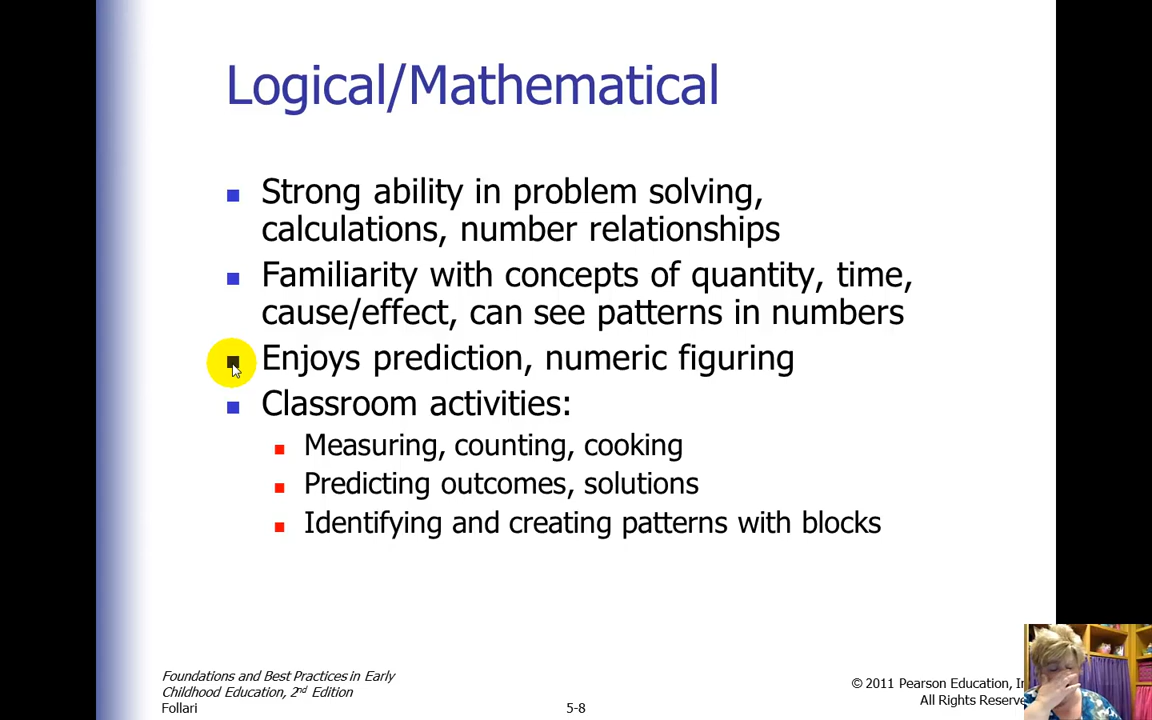 Logical/Mathematical
Strong ability in problem solving,
calculations, number relationships
Familiarity with concepts of quantity, time,
cause/effect, can see patterns in numbers
Enjoys prediction, numeric figuring
Classroom activities:
Measuring, counting, cooking
Predicting outcomes, solutions
Identifying and creating patterns with blocks
Foundations and Best Practices in Early
Childhood Education, 2nd Edition
Follari
5-8
© 2011 Pearson Education,
All Rights